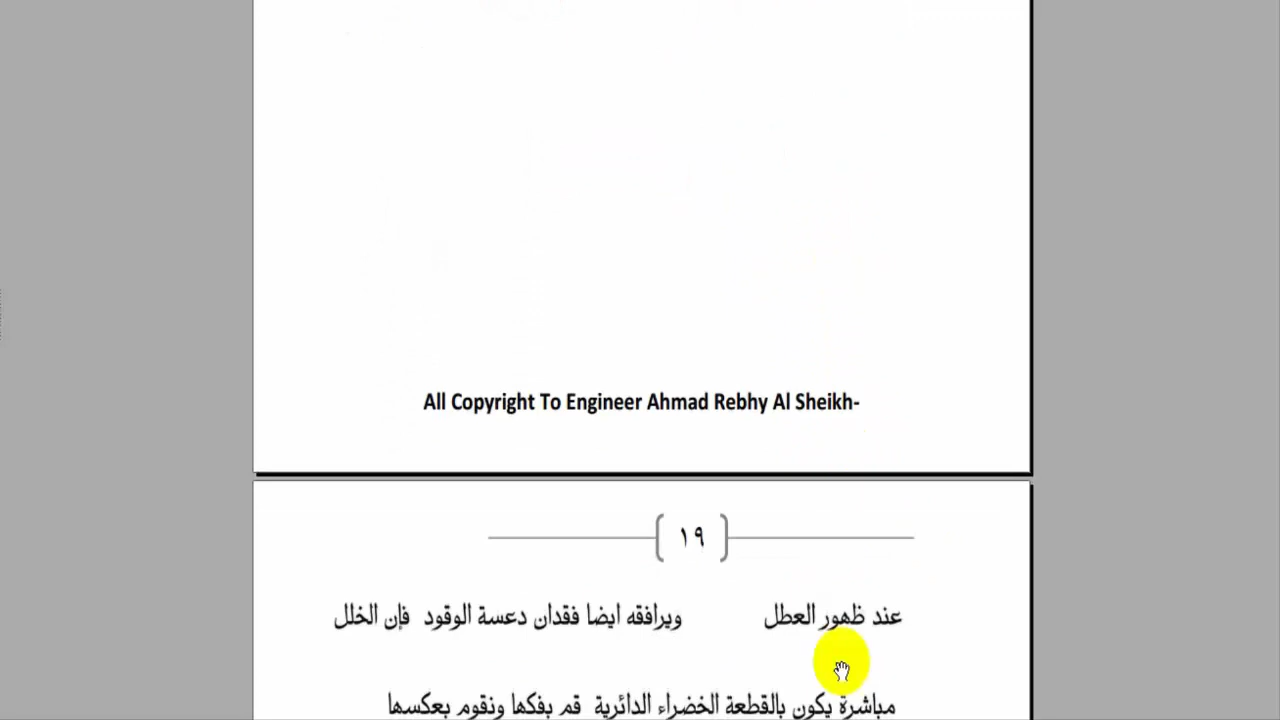 All Copyright To Engineer Ahmad Rebhy Al Sheikh-
١٩
عند ظهور العطل ويرافقه ايضا فقدان دعسة الوقود فإن الخلل
مباشرة يكون بالقطعة الخضراء الدائرية قم بفكها ونقوم بعكسها